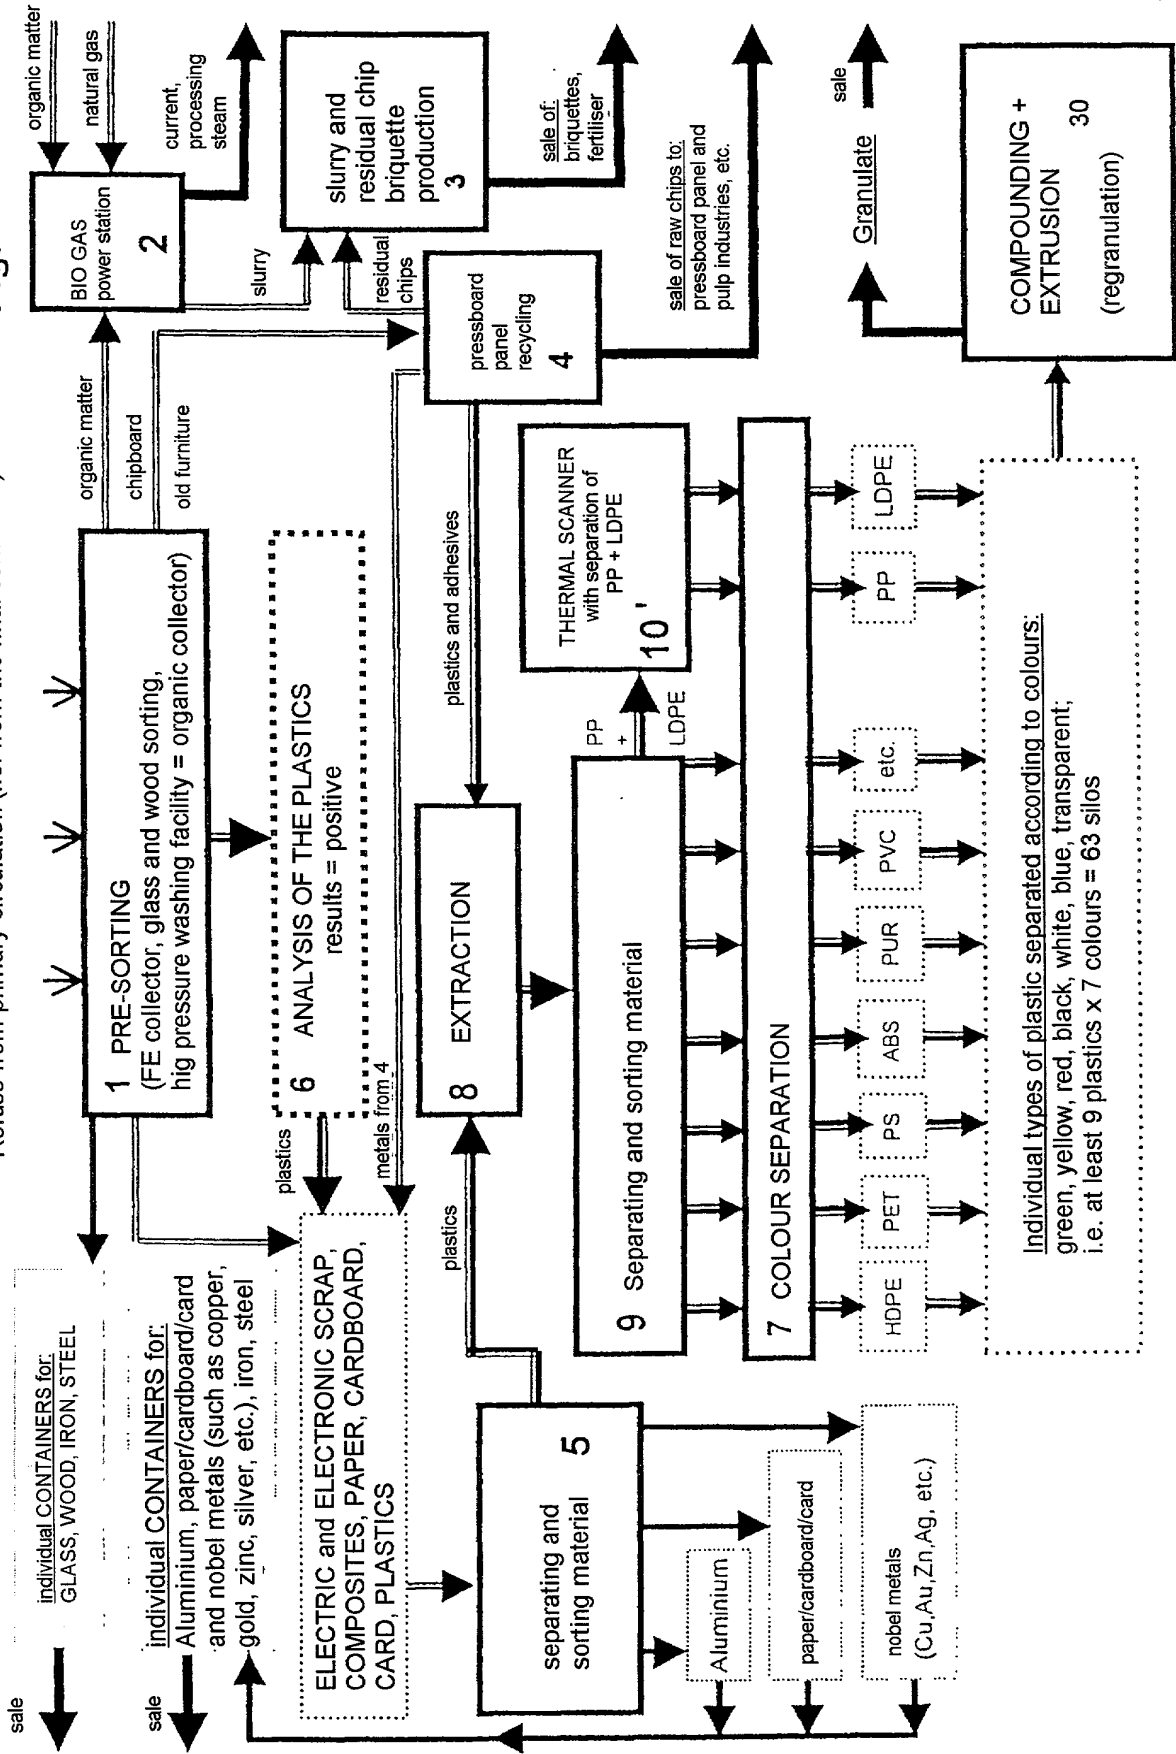 organic matter
natural gas
BIO GAS
power station
2
current,
processing
steam
slurry and
residual chip
briquette
production
3
sale of:
briquettes,
fertiliser
slurry
residual
chips
organic matter
chipboard
old furniture
pressboard
panel
recycling
4
sale of raw chips to:
pressboard panel and
pulp industries, etc.
1 PRE-SORTING
(FE collector, glass and wood sorting,
hig pressure washing facility = organic collector)
sale
individual CONTAINERS for:
GLASS, WOOD, IRON, STEEL
sale
individual CONTAINERS for:
Aluminium, paper/cardboard/card
and nobel metals (such as copper,
gold, zinc, silver, etc.), iron, steel
6 ANALYSIS OF THE PLASTICS
results = positive
plastics
metals from 4
ELECTRIC and ELECTRONIC SCRAP,
COMPOSITES, PAPER, CARDBOARD,
CARD, PLASTICS
plastics and adhesives
8 EXTRACTION
plastics
separating and
sorting material
5
Aluminium
paper/cardboard/card
nobel metals
(Cu,Au,Zn,Ag, etc.)
9 Separating and sorting material
PP
+
LDPE
THERMAL SCANNER
with separation of
PP + LDPE
10'
7 COLOUR SEPARATION
HDPE
PET
PS
ABS
PUR
PVC
etc.
PP
LDPE
Individual types of plastic separated according to colours:
green, yellow, red, black, white, blue, transparent;
i.e. at least 9 plastics x 7 colours = 63 silos
COMPOUNDING +
EXTRUSION
30
(regranulation)
Granulate
sale